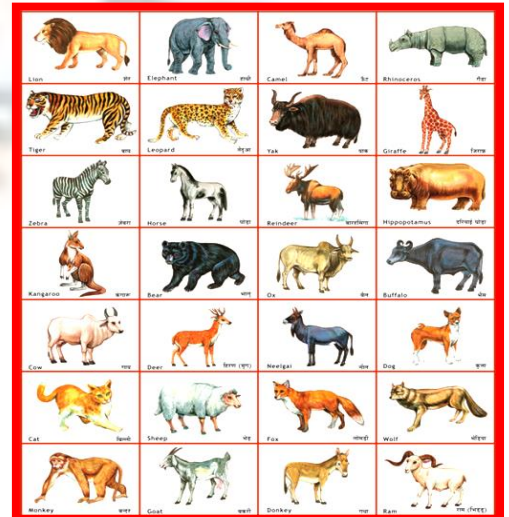 Lion शेर
Elephant हाथी
Camel ऊँट
Rhinoceros गैंडा
Tiger बाघ
Leopard तेंदुआ
Yak याक
Giraffe जिराफ
Zebra जेबरा
Horse घोड़ा
Reindeer बारहसिंगा
Hippopotamus दरियाई घोड़ा
Kangaroo कंगारू
Bear भालू
Ox बैल
Buffalo भैंस
Cow गाय
Deer हिरण (मृग)
Neelgai
Dog कुत्ता
Cat बिल्ली
Sheep भेड़
Fox लोमड़ी
Wolf भेड़िया
Monkey बन्दर
Goat बकरी
Donkey गधा
Ram